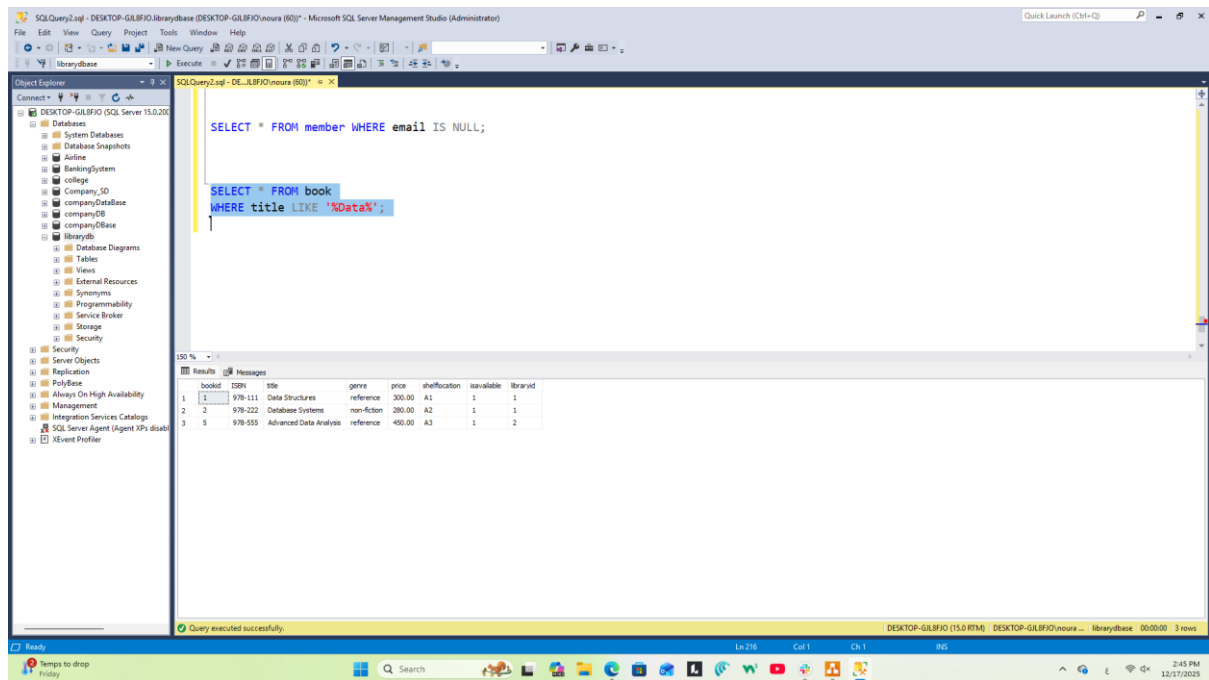 SQLQuery2.sql - DESKTOP-GJL8FJO.librarydbase (DESKTOP-GJL8FJO\noura (60))* - Microsoft SQL Server Management Studio (Administrator)
Quick Launch (Ctrl+Q)
File Edit View Query Project Tools Window Help
New Query
librarydbase
Execute
Object Explorer
SQLQuery2.sql - DE...JL8FJO\noura (60))*
Connect
DESKTOP-GJL8FJO (SQL Server 15.0.200
Databases
System Databases
Database Snapshots
Airline
BankingSystem
college
Company_SD
companyDataBase
companyDB
companyDBase
librarydb
Database Diagrams
Tables
Views
External Resources
Synonyms
Programmability
Service Broker
Storage
Security
Security
Server Objects
Replication
PolyBase
Always On High Availability
Management
Integration Services Catalogs
SQL Server Agent (Agent XPs disabl
XEvent Profiler
SELECT * FROM member WHERE email IS NULL;
SELECT * FROM book
WHERE title LIKE '%Data%';
150 %
Results Messages
bookid ISBN title genre price shelflocation isavailable libraryid
1 1 978-111 Data Structures reference 300.00 A1 1 1
2 2 978-222 Database Systems non-fiction 280.00 A2 1 1
3 5 978-555 Advanced Data Analysis reference 450.00 A3 1 2
Query executed successfully.
DESKTOP-GJL8FJO (15.0 RTM) DESKTOP-GJL8FJO\noura ... librarydbase 00:00:00 3 rows
Ready
Ln 216 Col 1 Ch 1 INS
2
Temps to drop
Friday
Search
ع
2:45 PM
12/17/2025